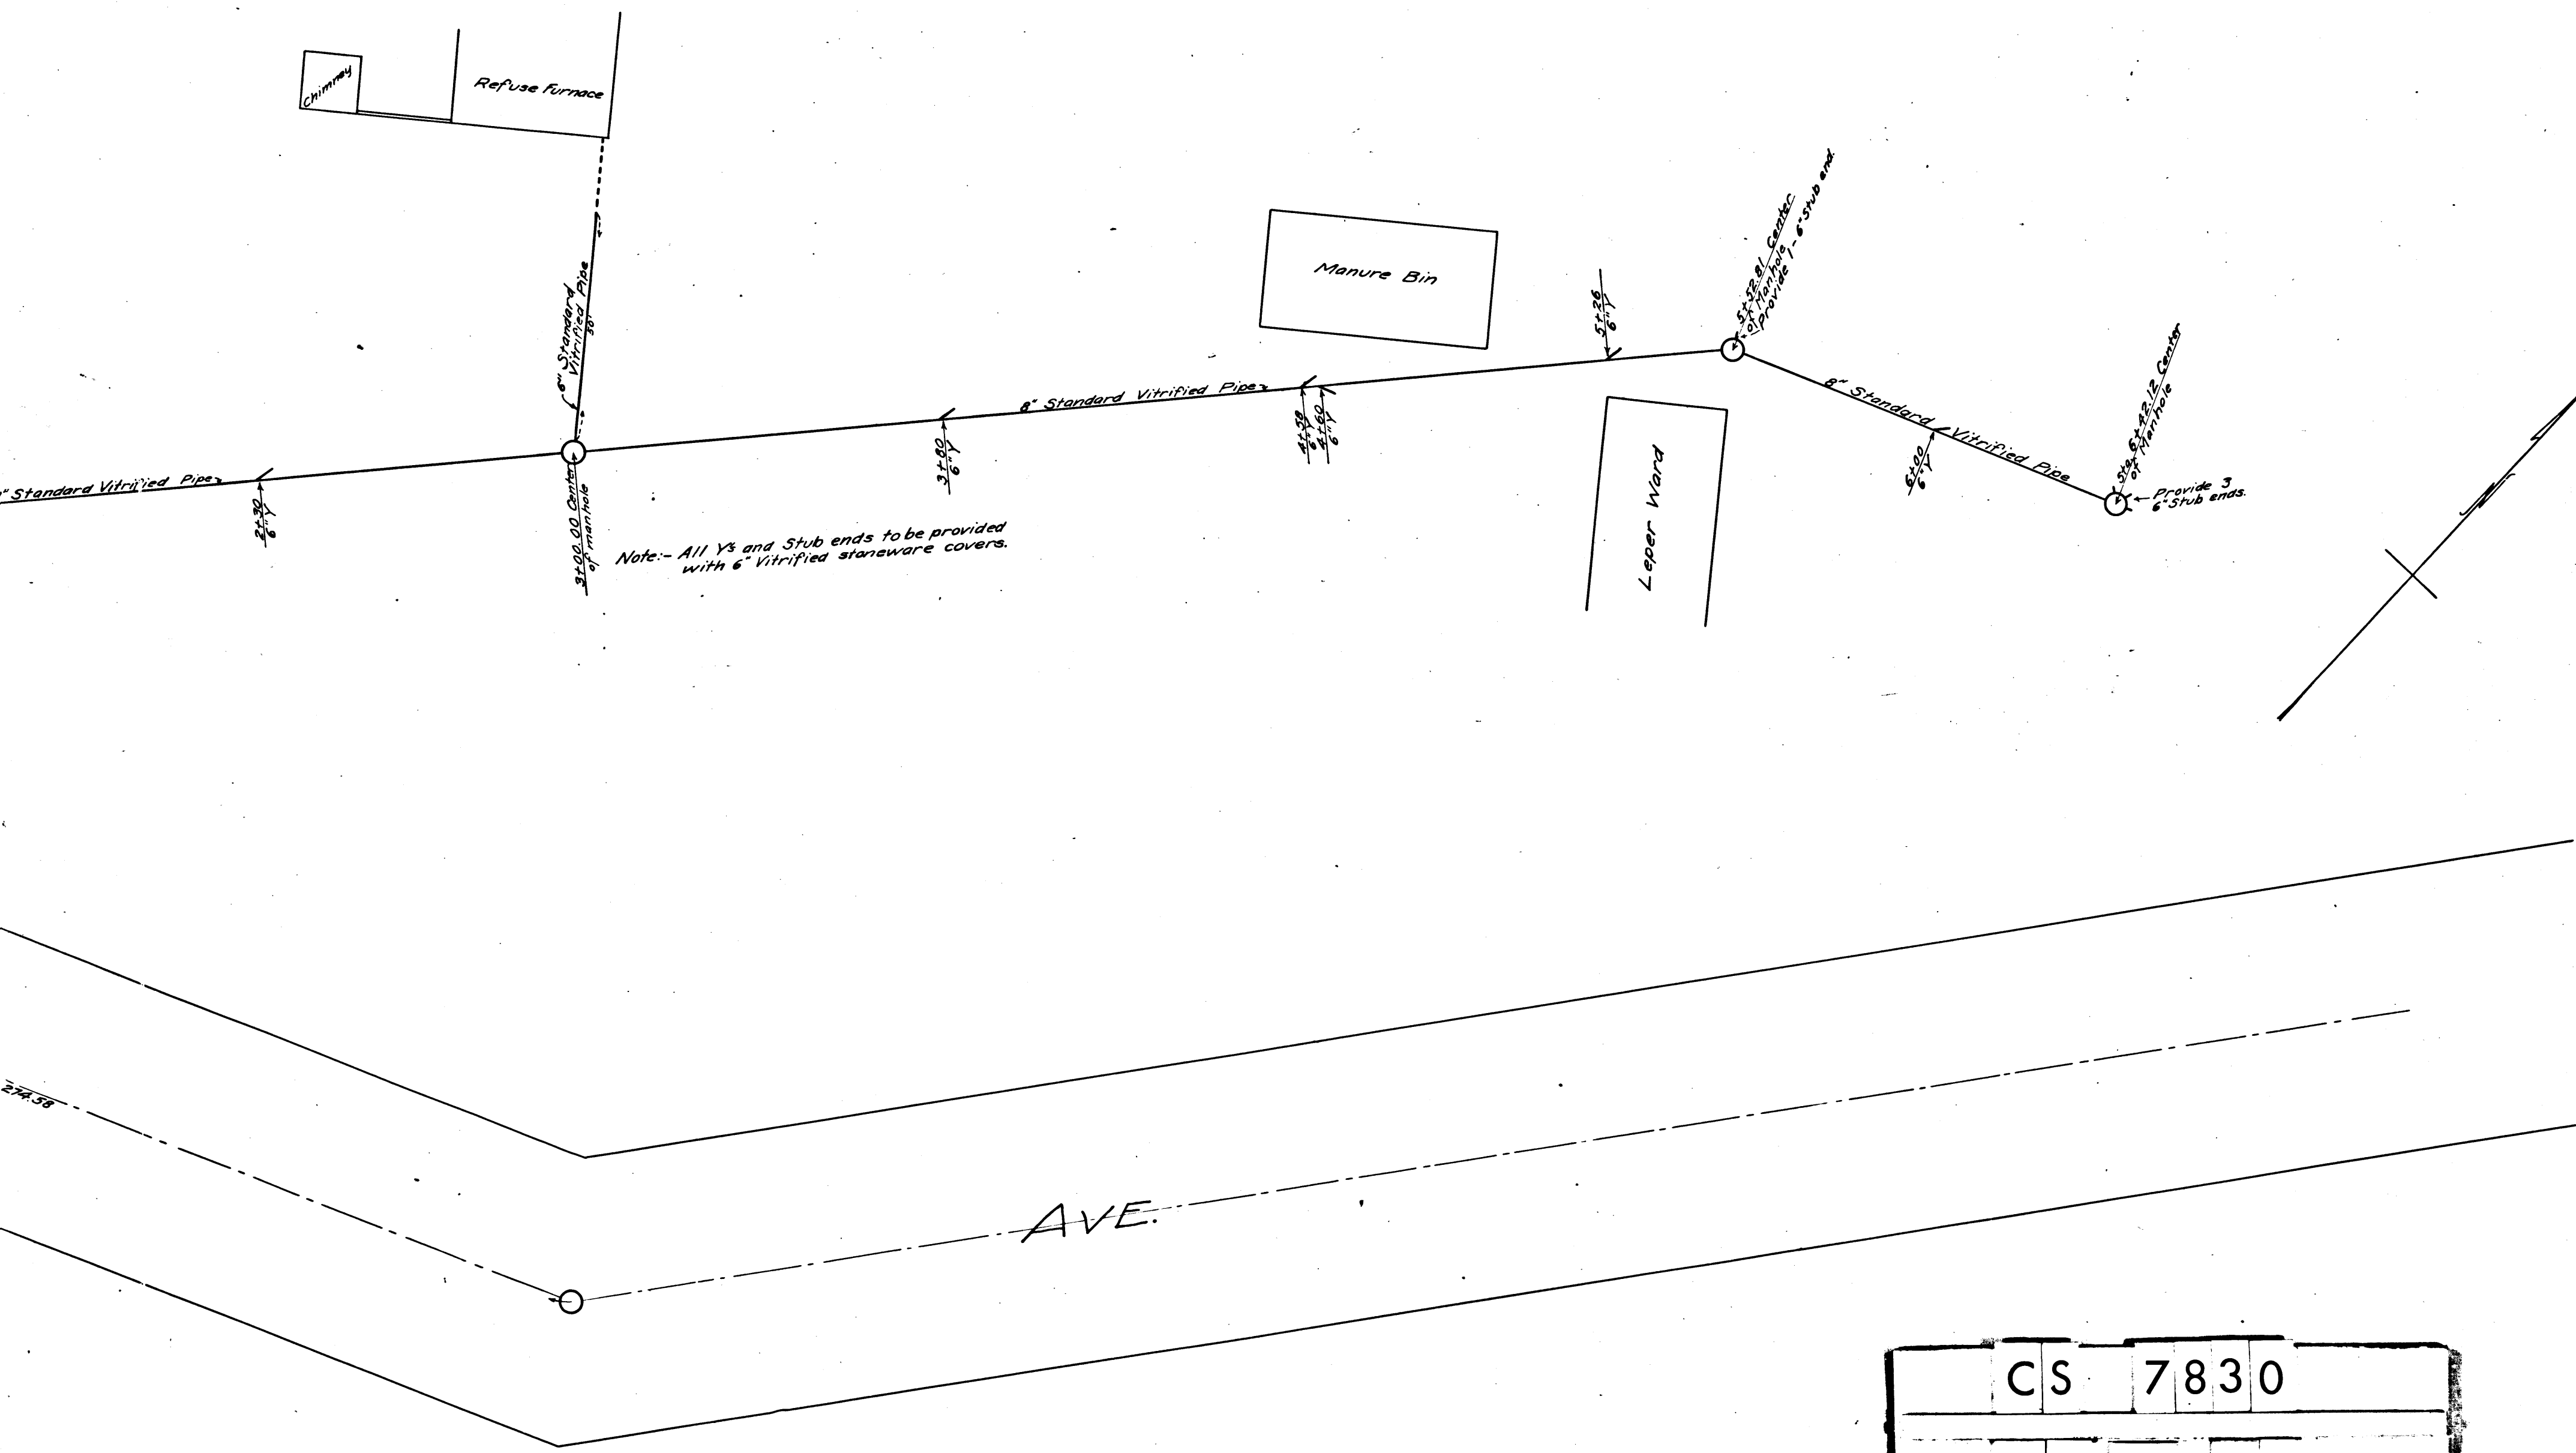 Chimney
Refuse Furnace
6" Standard
Vitrified Pipe
50'
Manure Bin
5+26
6"Y
5+52.81 Center
of Manhole
Provide 1-6" Stub end.
Sta. 6+42.12 Center
of Manhole
Provide 3
6" Stub ends.
8" Standard Vitrified Pipe
6+00
6"Y
8" Standard Vitrified Pipe
4+58
6"Y
4+60
6"Y
3+80
6"Y
" Standard Vitrified Pipe
2+30
6"Y
3+00.00 Center
of manhole
Note:- All Y's and Stub ends to be provided
with 6" Vitrified stoneware covers.
Leper Ward
274.58
AVE.
CS 7830